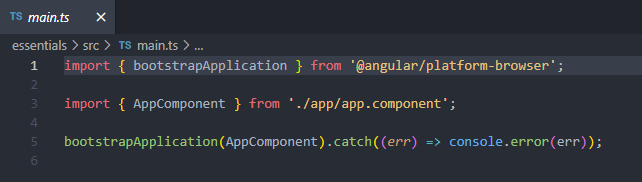 TS main.ts ×
essentials > src > TS main.ts > ...
1 import { bootstrapApplication } from '@angular/platform-browser';
2
3 import { AppComponent } from './app/app.component';
4
5 bootstrapApplication(AppComponent).catch((err) => console.error(err));
6